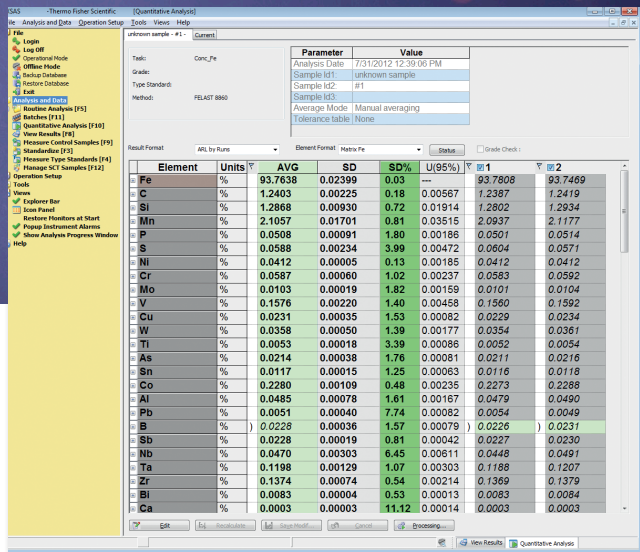 SAS -Thermo Fisher Scientific [Quantitative Analysis]
ile Analysis and Data Operation Setup Tools Views Help
File
Login
Log Off
Operational Mode
Offline Mode
Backup Database
Restore Database
Exit
Analysis and Data
Routine Analysis [F5]
Batches [F11]
Quantitative Analysis [F10]
View Results [F8]
Measure Control Samples [F9]
Standardize [F3]
Measure Type Standards [F4]
Manage SCT Samples [F12]
Operation Setup
Tools
Views
Explorer Bar
Icon Panel
Restore Monitors at Start
Popup Instrument Alarms
Show Analysis Progress Window
Help
unknown sample - #1 - Current
Task: Conc_Fe
Grade:
Type Standard:
Method: FELAST 8860
Parameter Value
Analysis Date 7/31/2012 12:39:06 PM
Sample Id1: unknown sample
Sample Id2: #1
Sample Id3:
Average Mode Manual averaging
Tolerance table None
Result Format ARL by Runs Element Format Matrix Fe Status Grade Check :
Element Units AVG SD SD% U(95%) 1 2
Fe % 93.7638 0.02399 0.03 --- 93.7808 93.7469
C % 1.2403 0.00225 0.18 0.00567 1.2387 1.2419
Si % 1.2868 0.00930 0.72 0.01914 1.2802 1.2934
Mn % 2.1057 0.01701 0.81 0.03515 2.0937 2.1177
P % 0.0508 0.00091 1.80 0.00186 0.0501 0.0514
S % 0.0588 0.00234 3.99 0.00472 0.0604 0.0571
Ni % 0.0412 0.00005 0.13 0.00185 0.0412 0.0412
Cr % 0.0587 0.00060 1.02 0.00237 0.0583 0.0592
Mo % 0.0103 0.00019 1.82 0.00159 0.0101 0.0104
V % 0.1576 0.00220 1.40 0.00458 0.1560 0.1592
Cu % 0.0231 0.00035 1.53 0.00082 0.0229 0.0234
W % 0.0358 0.00050 1.39 0.00177 0.0354 0.0361
Ti % 0.0053 0.00018 3.39 0.00086 0.0052 0.0054
As % 0.0214 0.00038 1.76 0.00081 0.0211 0.0216
Sn % 0.0117 0.00015 1.25 0.00063 0.0116 0.0118
Co % 0.2280 0.00109 0.48 0.00235 0.2273 0.2288
Al % 0.0485 0.00078 1.61 0.00167 0.0479 0.0490
Pb % 0.0051 0.00040 7.74 0.00082 0.0054 0.0049
B % ) 0.0228 0.00036 1.57 0.00079 ) 0.0226 ) 0.0231
Sb % 0.0228 0.00019 0.81 0.00042 0.0227 0.0230
Nb % 0.0470 0.00303 6.45 0.00611 0.0448 0.0491
Ta % 0.1198 0.00129 1.07 0.00303 0.1188 0.1207
Zr % 0.1374 0.00074 0.54 0.00214 0.1369 0.1379
Bi % 0.0083 0.00004 0.53 0.00013 0.0083 0.0084
Ca % 0.0003 0.00003 11.12 0.00014 0.0003 0.0003
Edit Recalculate Save Modif... Cancel Processing...
View Results Quantitative Analysis